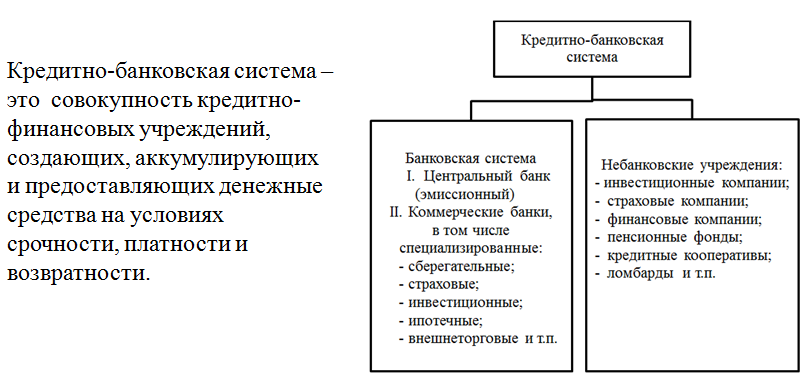 Кредитно-банковская система –
это совокупность кредитно-
финансовых учреждений,
создающих, аккумулирующих
и предоставляющих денежные
средства на условиях
срочности, платности и
возвратности.
Кредитно-банковская
система
Банковская система
I. Центральный банк
(эмиссионный)
II. Коммерческие банки,
в том числе
специализированные:
- сберегательные;
- страховые;
- инвестиционные;
- ипотечные;
- внешнеторговые и т.п.
Небанковские учреждения:
- инвестиционные компании;
- страховые компании;
- финансовые компании;
- пенсионные фонды;
- кредитные кооперативы;
- ломбарды и т.п.